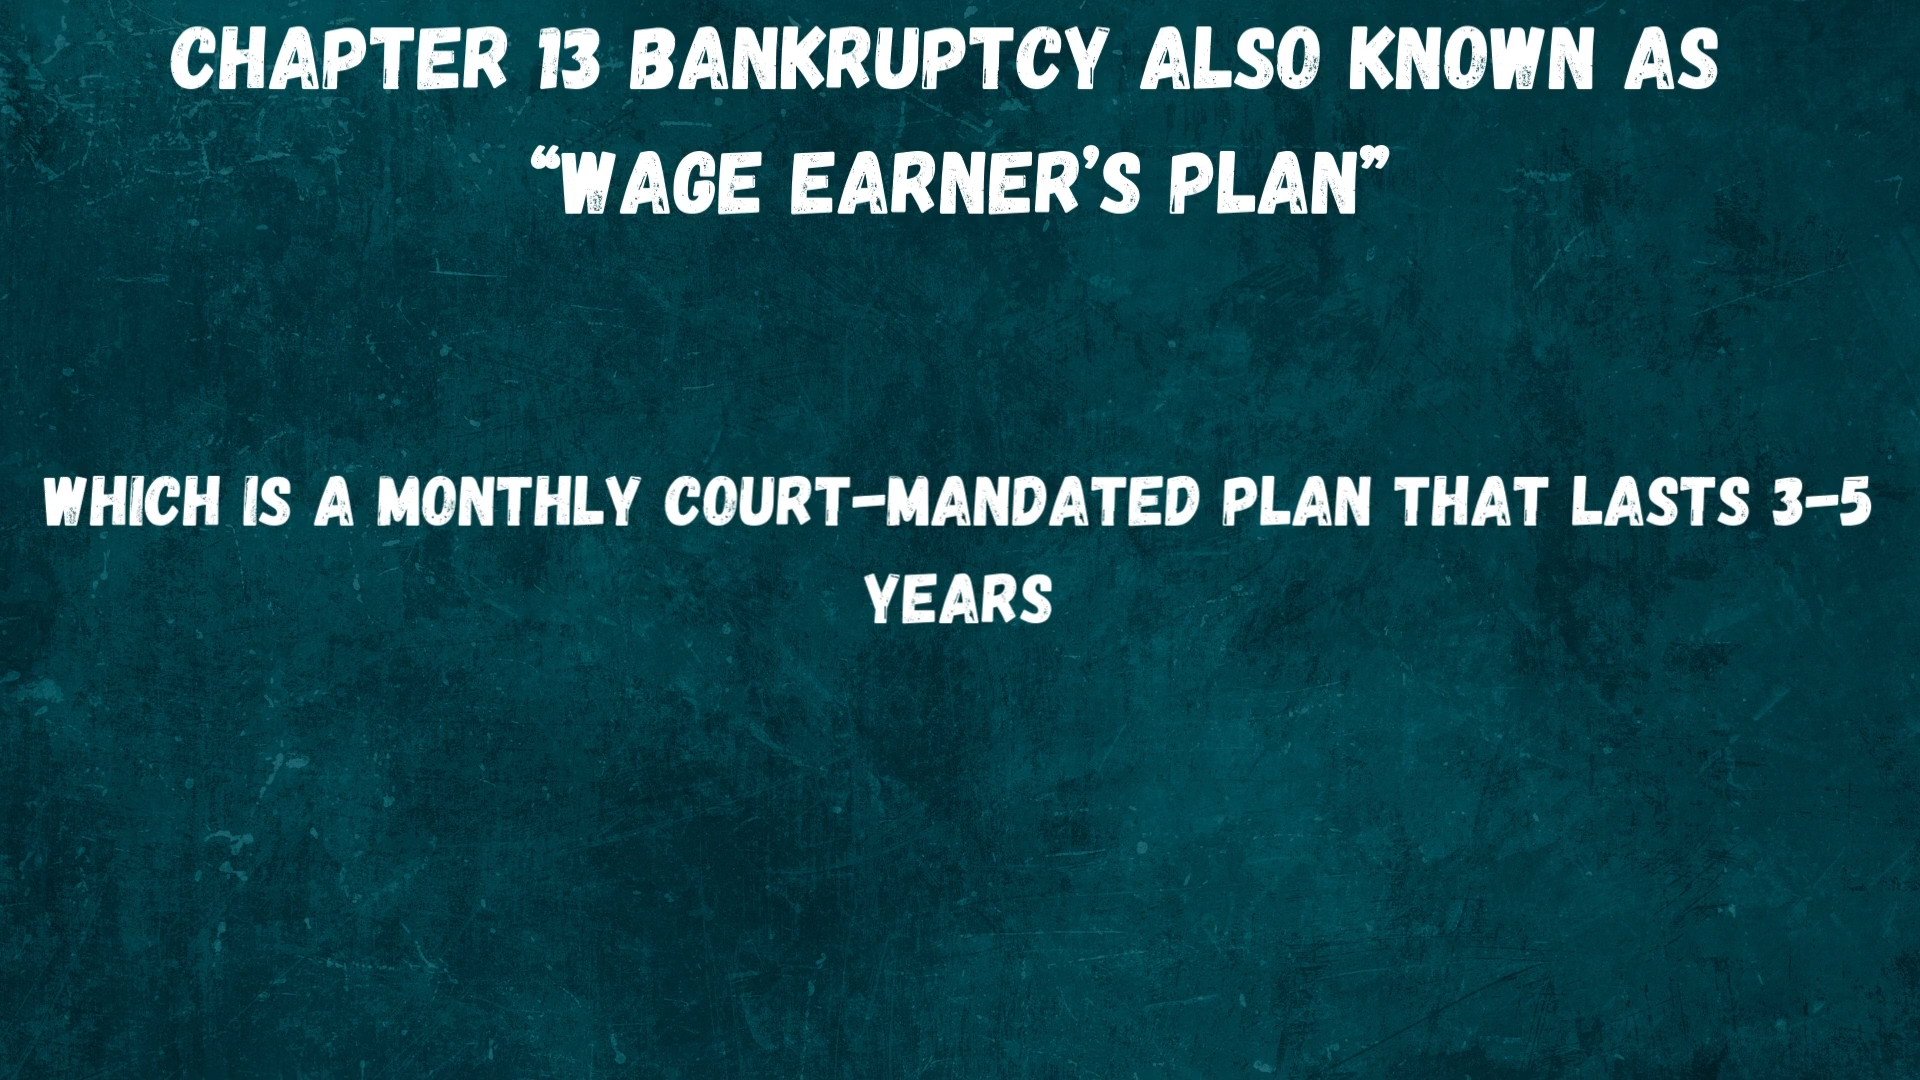 CHAPTER 13 BANKRUPTCY ALSO KNOWN AS
“WAGE EARNER’S PLAN”
WHICH IS A MONTHLY COURT-MANDATED PLAN THAT LASTS 3-5
YEARS